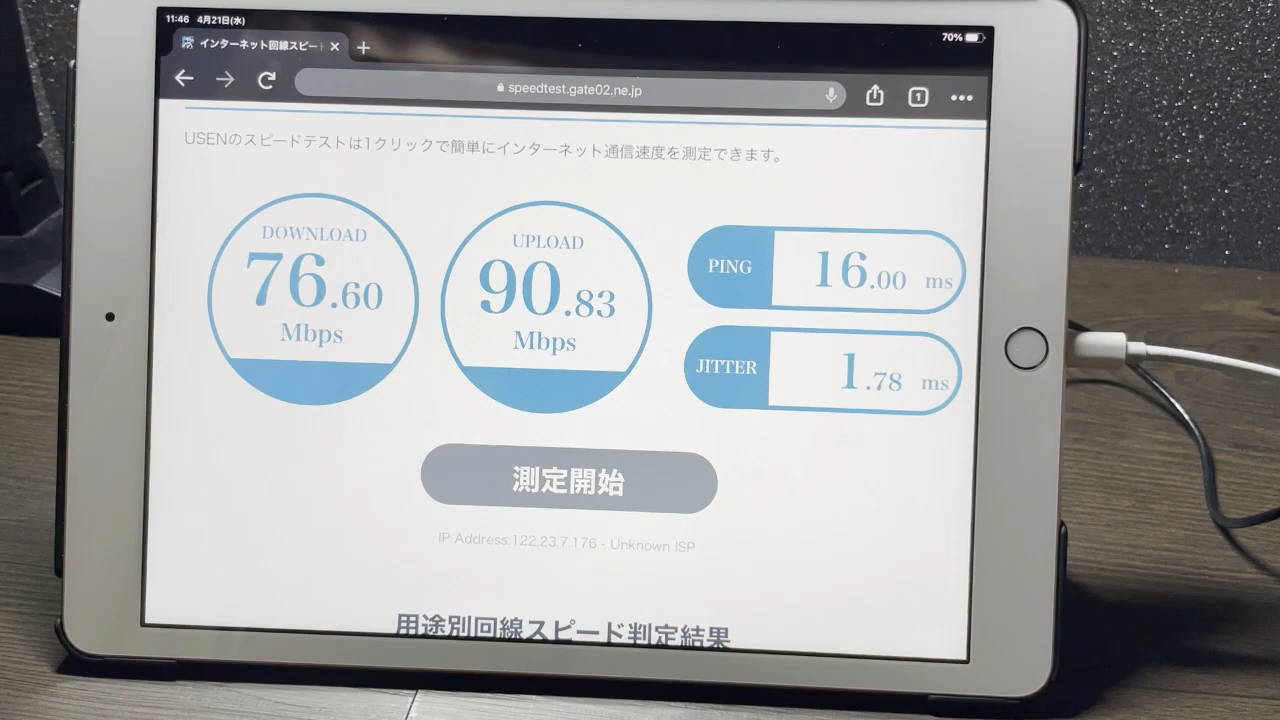 11:46 4月21日(水)
70%
インターネット回線スピート
speedtest.gate02.ne.jp
1
USENのスピードテストは1クリックで簡単にインターネット通信速度を測定できます。
DOWNLOAD
76.60
Mbps
UPLOAD
90.83
Mbps
PING
16.00 ms
JITTER
1.78 ms
測定開始
IP Address:122.23.7.176 - Unknown ISP
用途別回線スピード判定結果